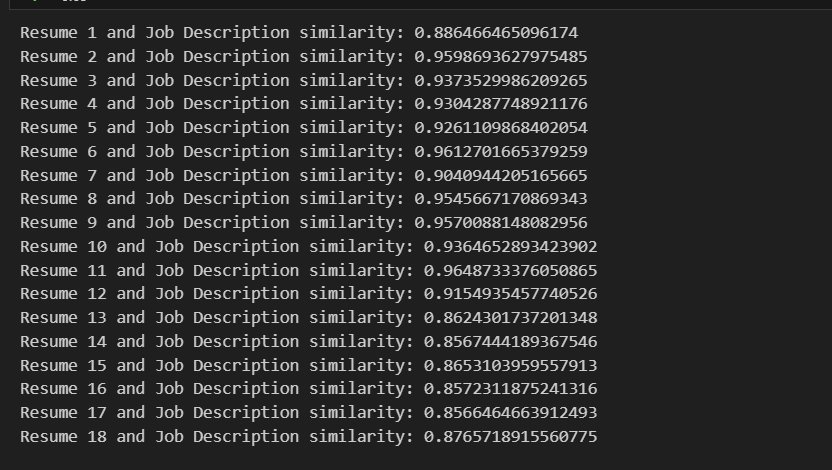 Resume 1 and Job Description similarity: 0.886466465096174
Resume 2 and Job Description similarity: 0.9598693627975485
Resume 3 and Job Description similarity: 0.9373529986209265
Resume 4 and Job Description similarity: 0.9304287748921176
Resume 5 and Job Description similarity: 0.9261109868402054
Resume 6 and Job Description similarity: 0.9612701665379259
Resume 7 and Job Description similarity: 0.9040944205165665
Resume 8 and Job Description similarity: 0.9545667170869343
Resume 9 and Job Description similarity: 0.9570088148082956
Resume 10 and Job Description similarity: 0.9364652893423902
Resume 11 and Job Description similarity: 0.9648733376050865
Resume 12 and Job Description similarity: 0.9154935457740526
Resume 13 and Job Description similarity: 0.8624301737201348
Resume 14 and Job Description similarity: 0.8567444189367546
Resume 15 and Job Description similarity: 0.8653103959557913
Resume 16 and Job Description similarity: 0.8572311875241316
Resume 17 and Job Description similarity: 0.8566464663912493
Resume 18 and Job Description similarity: 0.8765718915560775